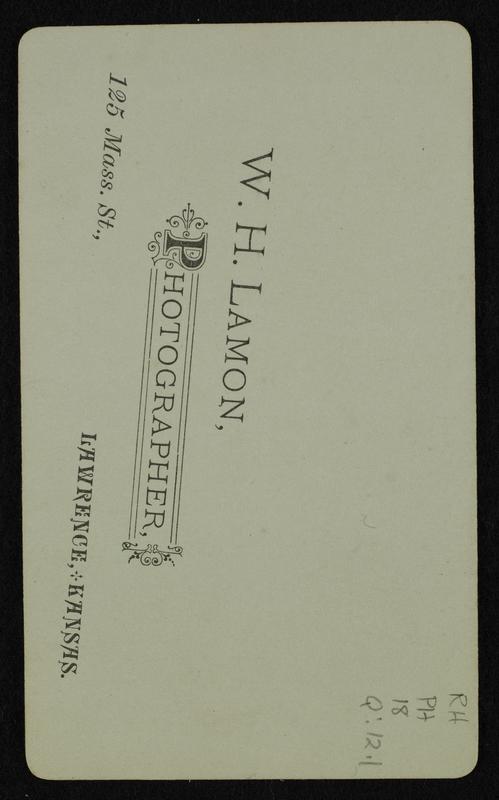 W. H. LAMON,
PHOTOGRAPHER,
125 Mass. St.,
LAWRENCE, KANSAS.
RH
PH
18
Q:12.1